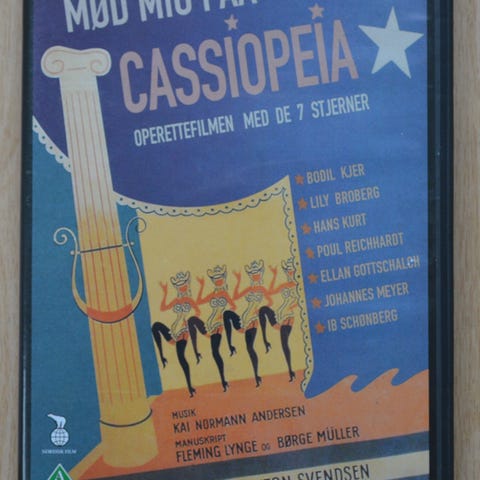 MØD MIG PAA
CASSIOPEIA
OPERETTEFILMEN MED DE 7 STJERNER
BODIL KJER
LILY BROBERG
HANS KURT
POUL REICHHARDT
ELLAN GOTTSCHALCH
JOHANNES MEYER
IB SCHØNBERG
MUSIK
KAI NORMANN ANDERSEN
MANUSKRIPT
FLEMING LYNGE OG BØRGE MÜLLER
SVENDSEN
NORDISK FILM
A